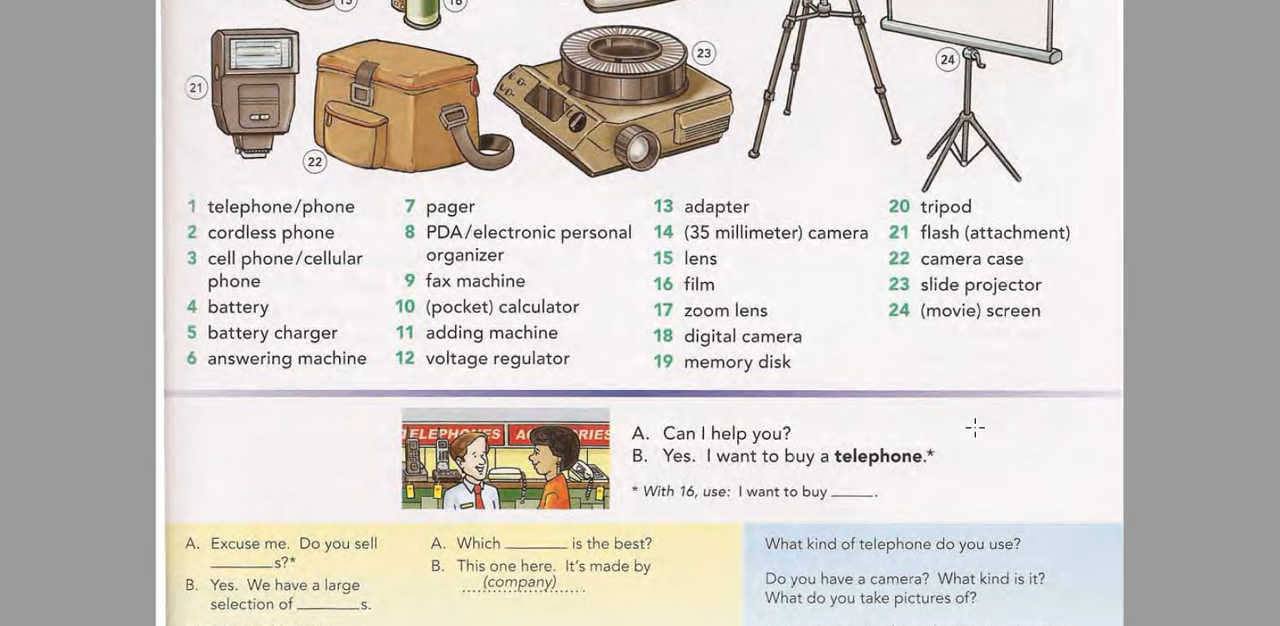 15
16
21
22
23
24
1 telephone/phone
2 cordless phone
3 cell phone/cellular
phone
4 battery
5 battery charger
6 answering machine
7 pager
8 PDA/electronic personal
organizer
9 fax machine
10 (pocket) calculator
11 adding machine
12 voltage regulator
13 adapter
14 (35 millimeter) camera
15 lens
16 film
17 zoom lens
18 digital camera
19 memory disk
20 tripod
21 flash (attachment)
22 camera case
23 slide projector
24 (movie) screen
A. Can I help you?
B. Yes. I want to buy a telephone.*
* With 16, use: I want to buy _____.
A. Excuse me. Do you sell
_______s?*
B. Yes. We have a large
selection of _______s.
A. Which _______ is the best?
B. This one here. It's made by
...(company)......
What kind of telephone do you use?
Do you have a camera? What kind is it?
What do you take pictures of?